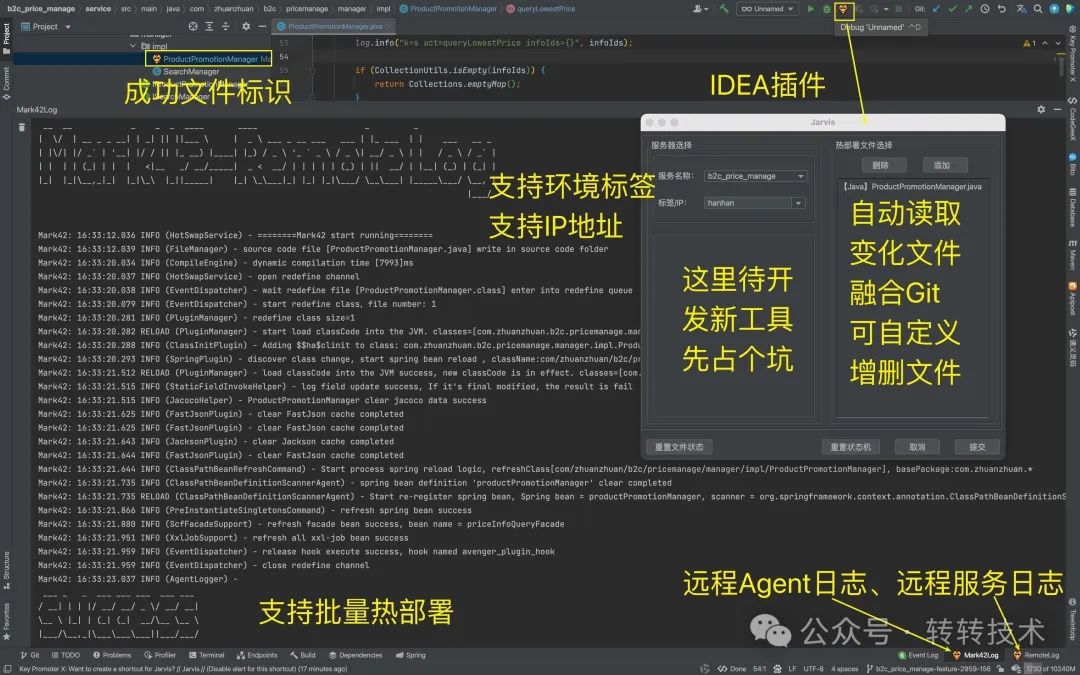 b2c_price_manage service src main java com zhuanzhuan b2c pricemanage manager impl ProductPromotionManager queryLowestPrice
Unnamed Git:
Debug 'Unnamed' ^D
Project ProductPromotionManager.java
impl
ProductPromotionManager
SearchManager
成功文件标识
53 log.info("k=s act=queryLowestPrice infoIds={}", infoIds);
54
55 if (CollectionUtils.isEmpty(infoIds)) {
return Collections.emptyMap();
}
1
IDEA插件
Mark42Log
支持环境标签
支持IP地址
Mark42: 16:33:12.036 INFO (HotSwapService) - ========Mark42 start running========
Mark42: 16:33:12.039 INFO (FileManager) - source code file [ProductPromotionManager.java] write in source code folder
Mark42: 16:33:20.034 INFO (CompileEngine) - dynamic compilation time [7993]ms
Mark42: 16:33:20.037 INFO (HotSwapService) - open redefine channel
Mark42: 16:33:20.038 INFO (EventDispatcher) - wait redefine file [ProductPromotionManager.class] enter into redefine queue
Mark42: 16:33:20.079 INFO (EventDispatcher) - start redefine class, file number: 1
Mark42: 16:33:20.281 INFO (PluginManager) - redefine class size=1
Mark42: 16:33:20.282 RELOAD (PluginManager) - start load classCode into the JVM. classes=[com.zhuanzhuan.b2c.pricemanage.man
Mark42: 16:33:20.288 INFO (ClassInitPlugin) - Adding $$ha$clinit to class: com.zhuanzhuan.b2c.pricemanage.manager.impl.Produc
Mark42: 16:33:20.293 INFO (SpringPlugin) - discover class change, start spring bean reload , className:com/zhuanzhuan/b2c/pr
Mark42: 16:33:21.512 RELOAD (PluginManager) - load classCode into the JVM success, new classCode is in effect. classes=[com.
Mark42: 16:33:21.515 INFO (StaticFieldInvokeHelper) - log field update success, If it's final modified, the result is fail
Mark42: 16:33:21.515 INFO (JacocoHelper) - ProductPromotionManager clear jacoco data success
Mark42: 16:33:21.625 INFO (FastJsonPlugin) - clear FastJson cache completed
Mark42: 16:33:21.625 INFO (FastJsonPlugin) - clear FastJson cache completed
Mark42: 16:33:21.643 INFO (JacksonPlugin) - clear Jackson cache completed
Mark42: 16:33:21.644 INFO (FastJsonPlugin) - clear FastJson cache completed
Mark42: 16:33:21.644 INFO (ClassPathBeanRefreshCommand) - Start process spring reload logic, refreshClass[com/zhuanzhuan/b2c/pricemanage/manager/impl/ProductPromotionManager], basePackage:com.zhuanzhuan.*
Mark42: 16:33:21.735 INFO (ClassPathBeanDefinitionScannerAgent) - spring bean definition 'productPromotionManager' clear completed
Mark42: 16:33:21.735 RELOAD (ClassPathBeanDefinitionScannerAgent) - Start re-register spring bean, Spring bean = productPromotionManager, scanner = org.springframework.context.annotation.ClassPathBeanDefinitionS
Mark42: 16:33:21.866 INFO (PreInstantiateSingletonsCommand) - refresh spring bean success
Mark42: 16:33:21.880 INFO (ScfFacadeSupport) - refresh facade bean success, bean name = priceInfoQueryFacade
Mark42: 16:33:21.951 INFO (XxlJobSupport) - refresh all xxl-job bean success
Mark42: 16:33:21.959 INFO (EventDispatcher) - release hook execute success, hook named avenger_plugin_hook
Mark42: 16:33:21.959 INFO (EventDispatcher) - close redefine channel
Mark42: 16:33:23.037 INFO (AgentLogger) -
支持批量热部署
Jarvis
服务器选择
服务名称: b2c_price_manage
标签/IP: hanhan
这里待开
发新工具
先占个坑
热部署文件选择
删除 添加
【Java】ProductPromotionManager.java
自动读取
变化文件
融合Git
可自定义
增删文件
重置文件状态 重置状态机 取消 提交
远程Agent日志、远程服务日志
公众号 · 转转技术
Project
Commit
Structure
Favorites
Key Promoter X
CodeGeeX
Bito
Database
Maven
Apipost
通义灵码
Git TODO Problems Profiler Terminal Endpoints Build Dependencies Spring
Event Log Mark42Log RemoteLog
Key Promoter X: Want to create a shortcut for Jarvis? // Jarvis // (Disable alert for this shortcut) (17 minutes ago)
Done 54:1 LF UTF-8 4 spaces b2c_price_manage-feature-2959-156 1730 of 10240M